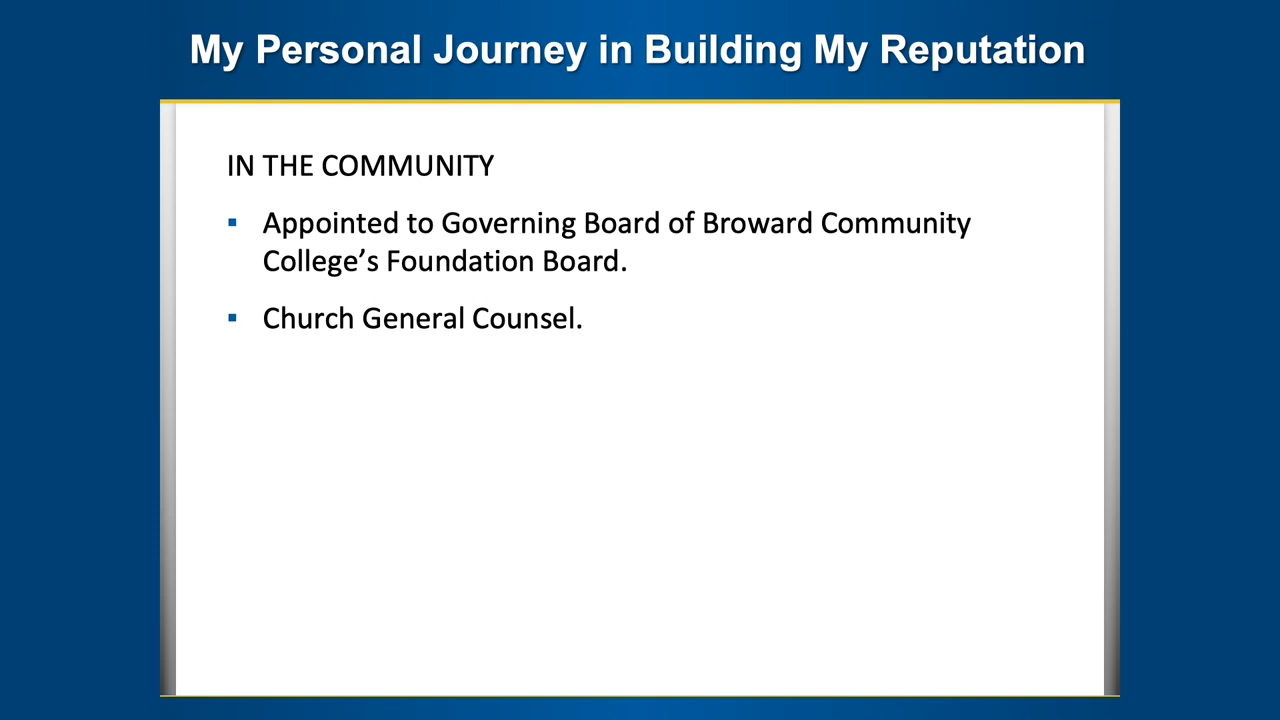 My Personal Journey in Building My Reputation
IN THE COMMUNITY
▪ Appointed to Governing Board of Broward Community
College’s Foundation Board.
▪ Church General Counsel.